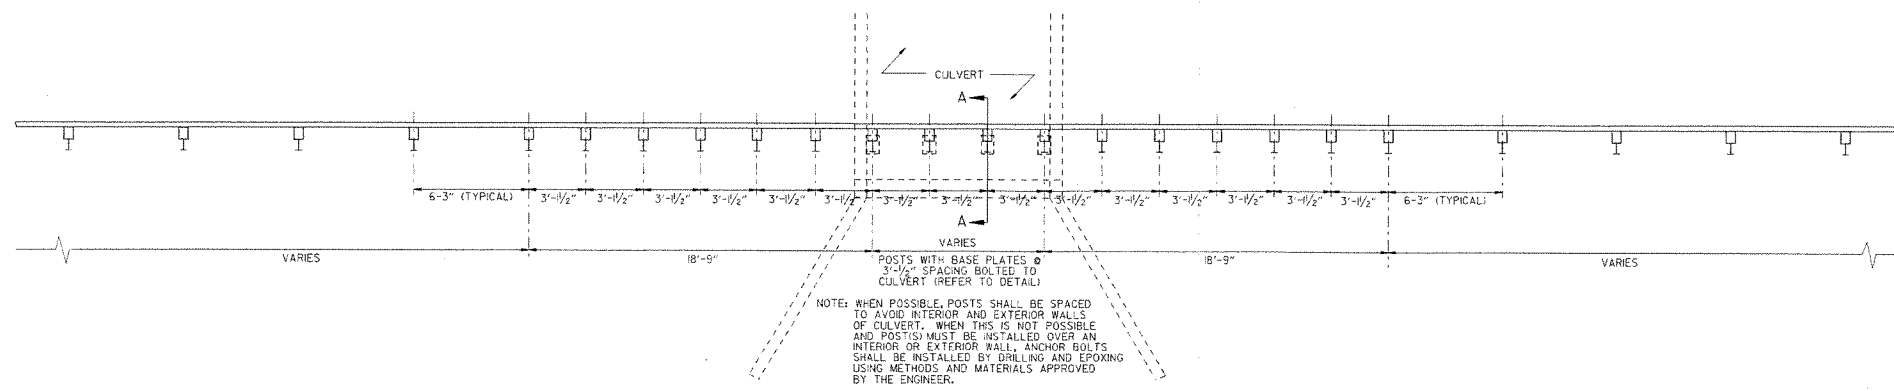 CULVERT
A
6-3" (TYPICAL) 3'-1½" 3'-1½" 3'-1½" 3'-1½" 3'-1½" 3'-1½" 3'-1½" 3'-1½" 3'-1½" 3'-1½" 3'-1½" 3'-1½" 3'-1½" 3'-1½" 3'-1½" 6-3" (TYPICAL)
A
VARIES 18'-9" VARIES 18'-9" VARIES
POSTS WITH BASE PLATES @
3'-½" SPACING BOLTED TO
CULVERT (REFER TO DETAIL)
NOTE: WHEN POSSIBLE, POSTS SHALL BE SPACED
TO AVOID INTERIOR AND EXTERIOR WALLS
OF CULVERT. WHEN THIS IS NOT POSSIBLE
AND POST(S) MUST BE INSTALLED OVER AN
INTERIOR OR EXTERIOR WALL, ANCHOR BOLTS
SHALL BE INSTALLED BY DRILLING AND EPOXING
USING METHODS AND MATERIALS APPROVED
BY THE ENGINEER.